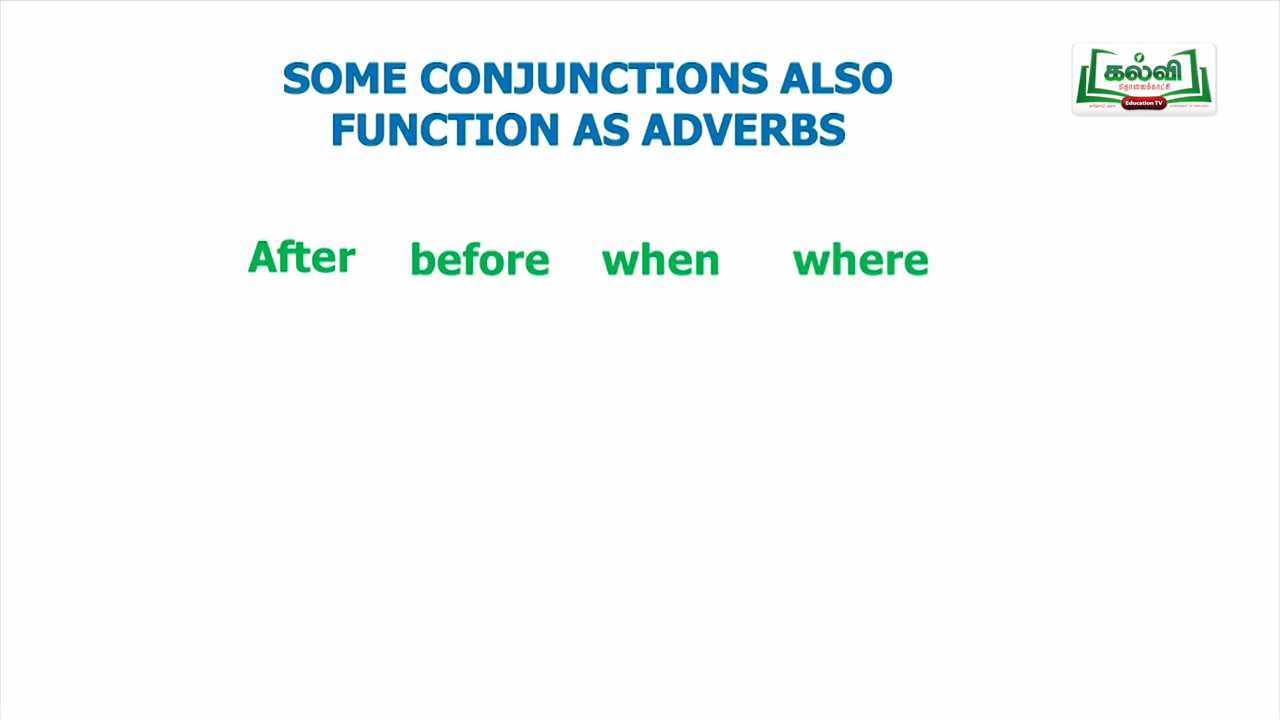 SOME CONJUNCTIONS ALSO
FUNCTION AS ADVERBS
After before when where
கல்வி
தொலைக்காட்சி
Education TV